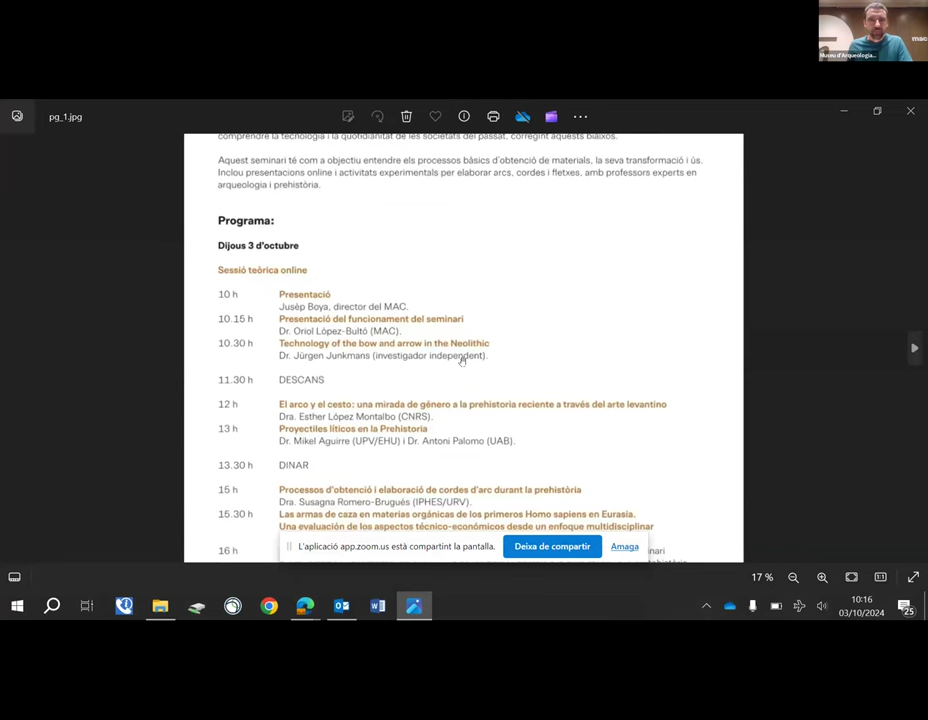 Museu d'Arqueologia...
mac
pg_1.jpg
comprendre la tecnologia i la quotidianitat de les societats del passat, corregint aquests biaixos.
Aquest seminari té com a objectiu entendre els processos bàsics d'obtenció de materials, la seva transformació i ús.
Inclou presentacions online i activitats experimentals per elaborar arcs, cordes i fletxes, amb professors experts en
arqueologia i prehistòria.
Programa:
Dijous 3 d'octubre
Sessió teòrica online
10 h Presentació
Jusèp Boya, director del MAC.
10.15 h Presentació del funcionament del seminari
Dr. Oriol López-Bultó (MAC).
10.30 h Technology of the bow and arrow in the Neolithic
Dr. Jürgen Junkmans (investigador independent).
11.30 h DESCANS
12 h El arco y el cesto: una mirada de género a la prehistoria reciente a través del arte levantino
Dra. Esther López Montalbo (CNRS).
13 h Proyectiles líticos en la Prehistoria
Dr. Mikel Aguirre (UPV/EHU) i Dr. Antoni Palomo (UAB).
13.30 h DINAR
15 h Processos d'obtenció i elaboració de cordes d'arc durant la prehistòria
Dra. Susagna Romero-Brugués (IPHES/URV).
15.30 h Las armas de caza en materias orgánicas de los primeros Homo sapiens en Eurasia.
Una evaluación de los aspectos técnico-económicos desde un enfoque multidisciplinar
L'aplicació app.zoom.us està compartint la pantalla. Deixa de compartir Amaga
16 h
17 %
10:16
03/10/2024
25